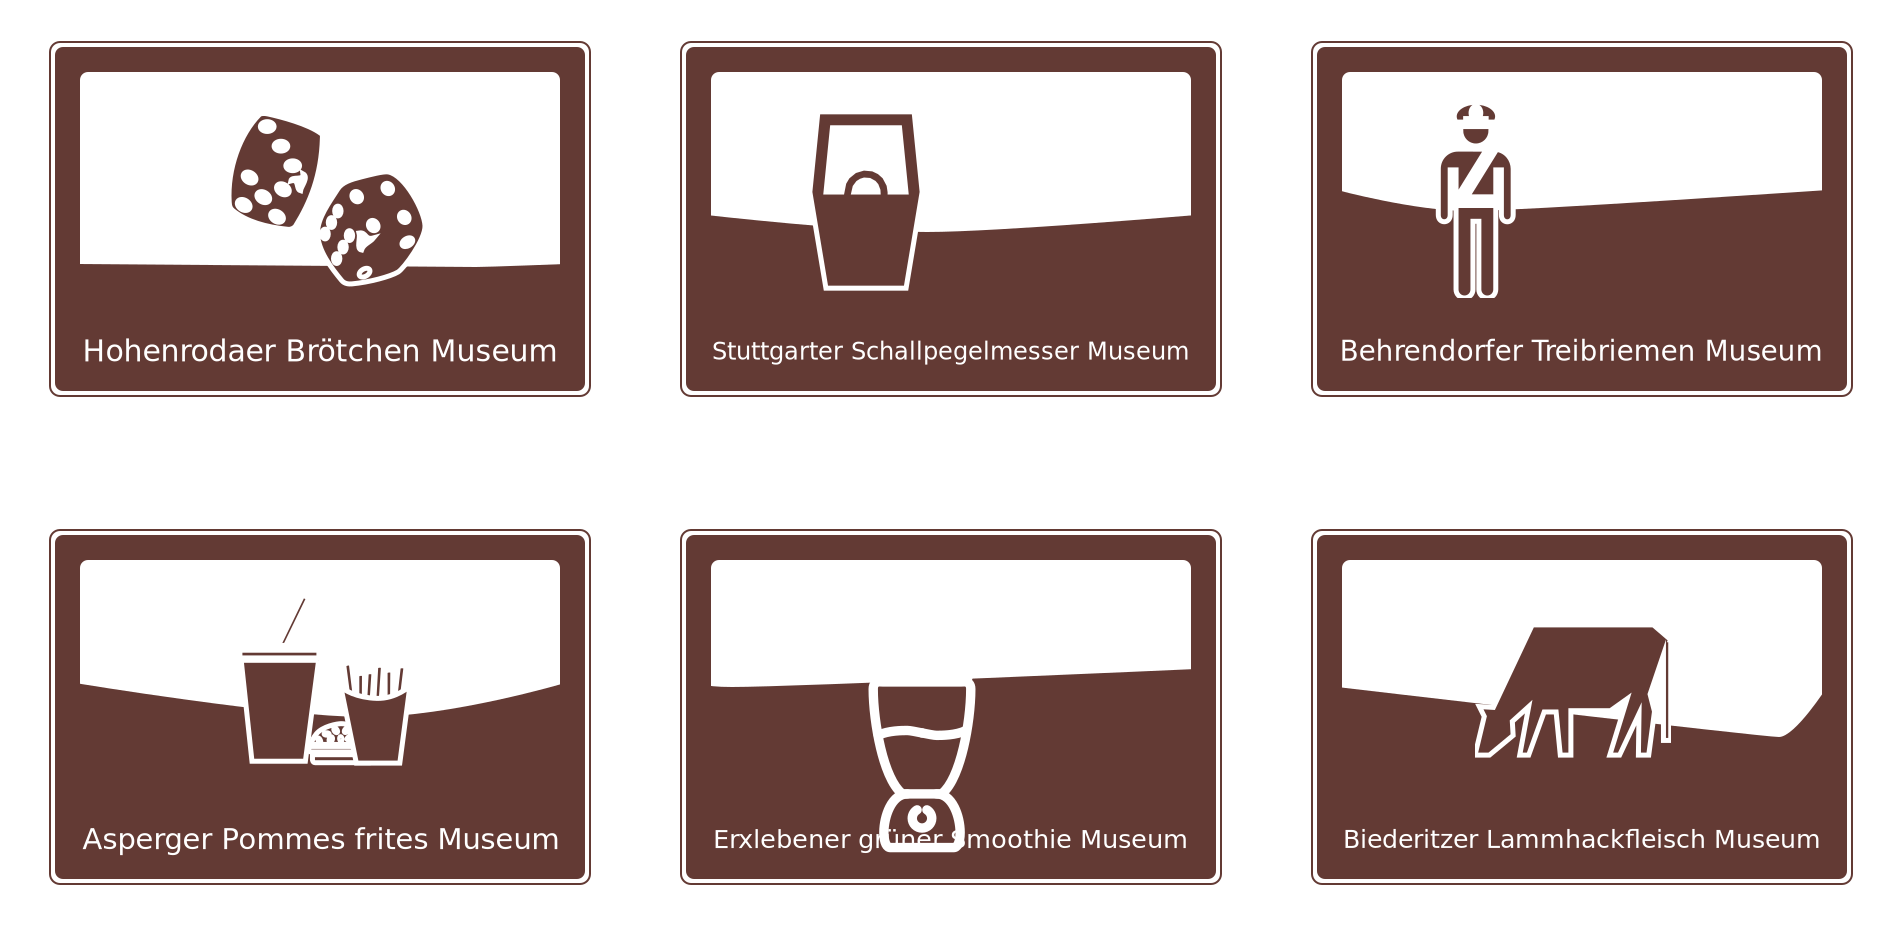 Hohenrodaer Brötchen Museum
Stuttgarter Schallpegelmesser Museum
Behrendorfer Treibriemen Museum
Asperger Pommes frites Museum
Erxlebener grüner Smoothie Museum
Biederitzer Lammhackfleisch Museum